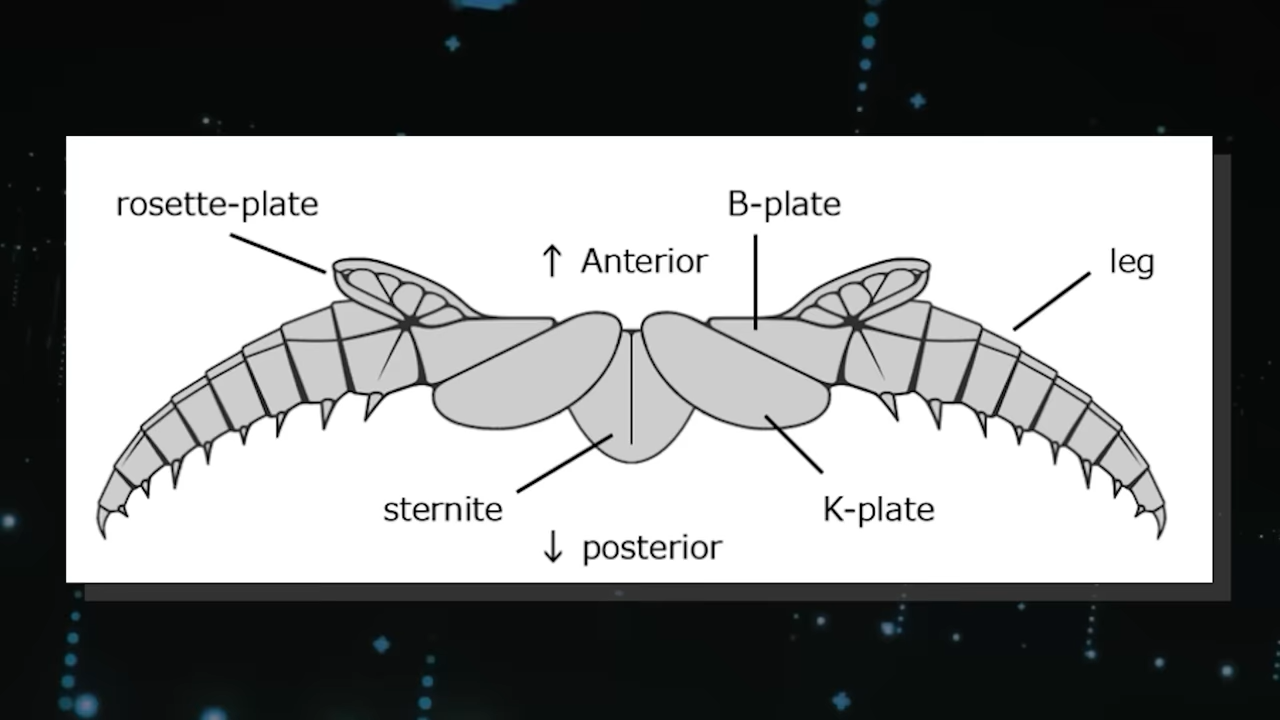 rosette-plate
B-plate
↑ Anterior
leg
sternite
K-plate
↓ posterior